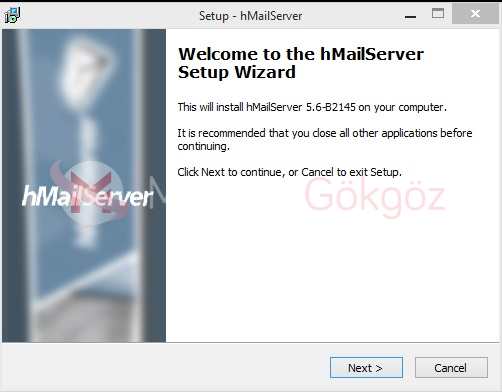 Setup - hMailServer
Welcome to the hMailServer
Setup Wizard
This will install hMailServer 5.6-B2145 on your computer.
It is recommended that you close all other applications before
continuing.
Click Next to continue, or Cancel to exit Setup.
hMailServer
Gökgöz
Next >
Cancel